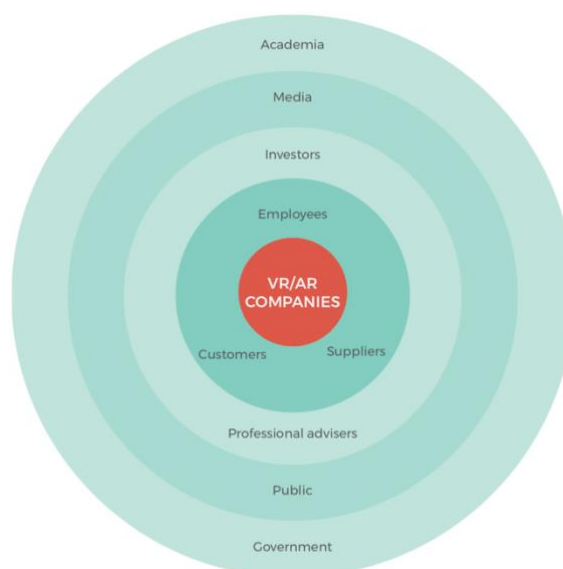 Academia
Media
Investors
Employees
VR/AR
COMPANIES
Customers
Suppliers
Professional advisers
Public
Government